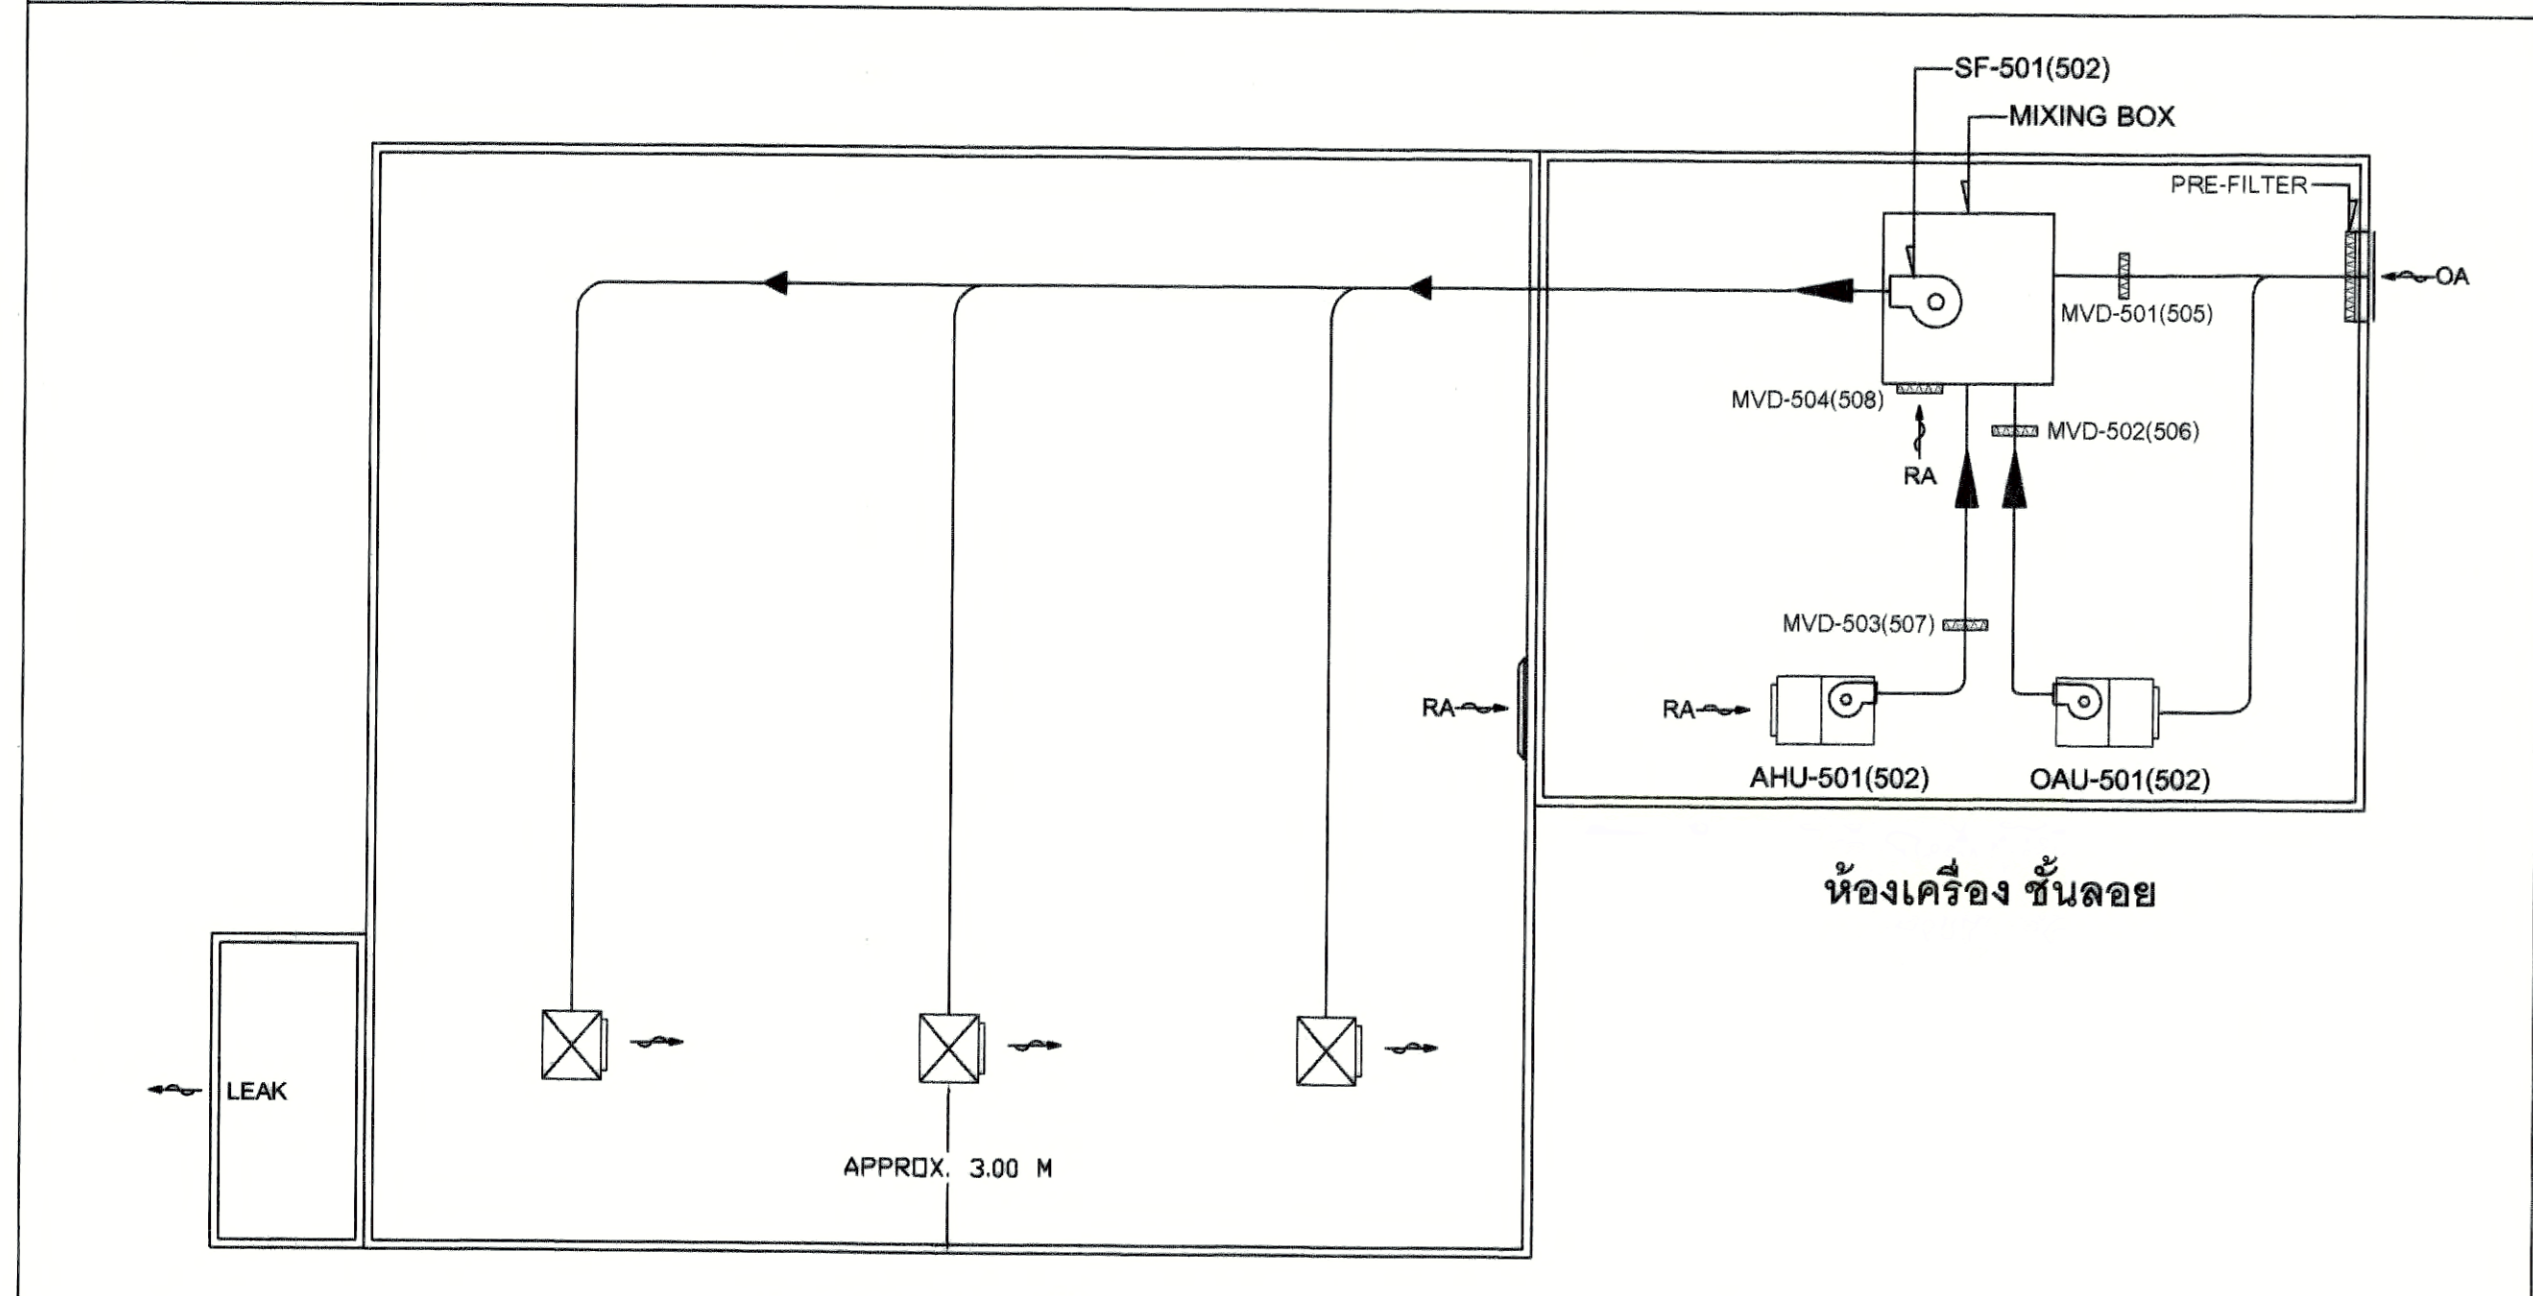 SF-501(502)
MIXING BOX
PRE-FILTER
OA
MVD-501(505)
MVD-504(508)
MVD-502(506)
RA
MVD-503(507)
RA
RA
AHU-501(502)
OAU-501(502)
ห้องเครื่อง ชั้นลอย
LEAK
APPROX. 3.00 M